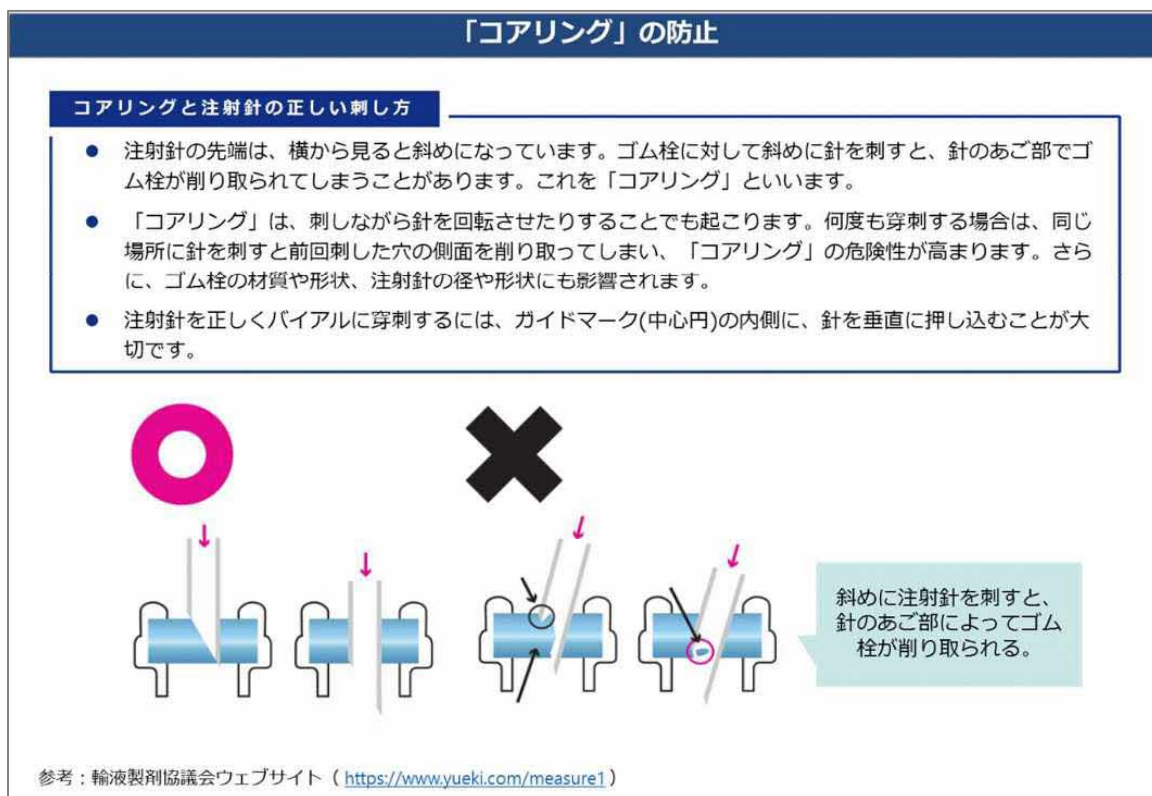 「コアリング」の防止
コアリングと注射針の正しい刺し方
● 注射針の先端は、横から見ると斜めになっています。ゴム栓に対して斜めに針を刺すと、針のあご部でゴ
ム栓が削り取られてしまうことがあります。これを「コアリング」といいます。
● 「コアリング」は、刺しながら針を回転させたりすることでも起こります。何度も穿刺する場合は、同じ
場所に針を刺すと前回刺した穴の側面を削り取ってしまい、「コアリング」の危険性が高まります。さら
に、ゴム栓の材質や形状、注射針の径や形状にも影響されます。
● 注射針を正しくバイアルに穿刺するには、ガイドマーク(中心円)の内側に、針を垂直に押し込むことが大
切です。
斜めに注射針を刺すと、
針のあご部によってゴム
栓が削り取られる。
参考：輸液製剤協議会ウェブサイト（ https://www.yueki.com/measure1 ）